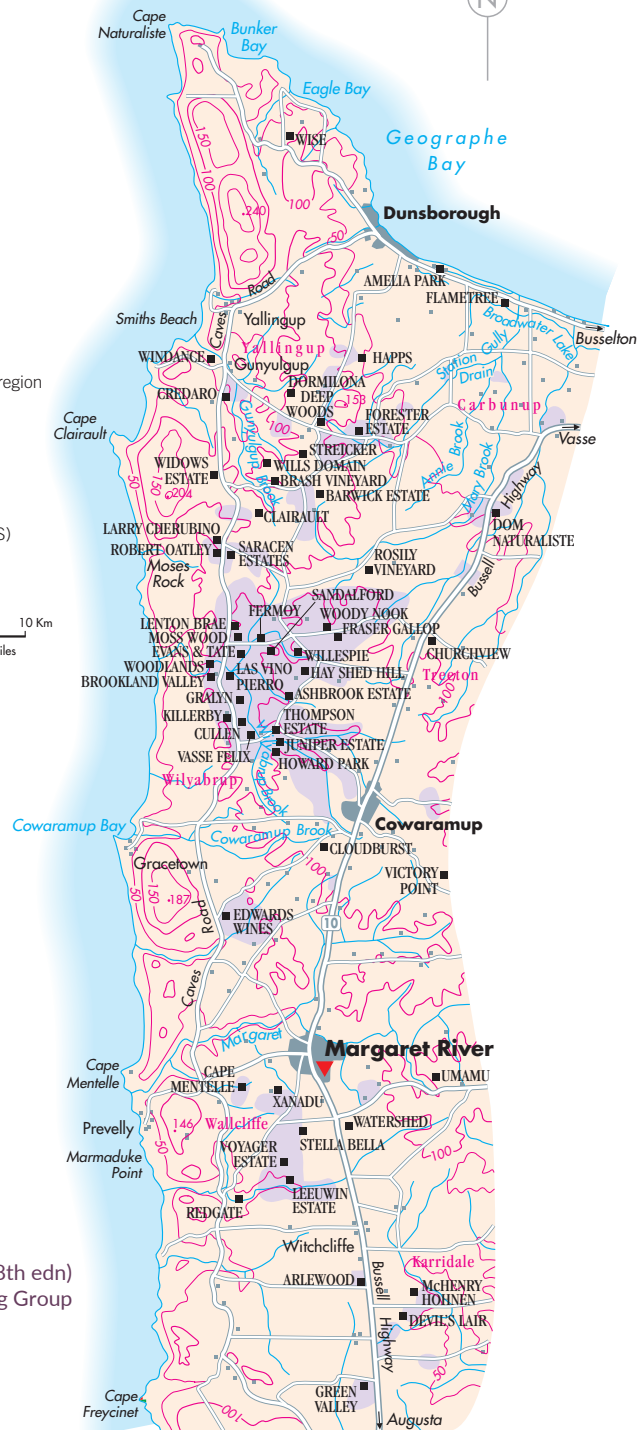 N
Cape
Naturaliste
Bunker
Bay
Eagle Bay
WISE
Geographe
Bay
150
100
240
100
50
Dunsborough
AMELIA PARK
FLAMETREE
Broadwater Lake
Busselton
Caves Road
Smiths Beach
Yallingup
Yallingup
WINDANCE
Gunyulgup
HAPPS
Station Gully
Drain
region
CREDARO
DORMILONA
DEEP
WOODS
153
FORESTER
ESTATE
Carbunup
Cape
Clairault
100
Gunyulgup Brook
Vasse
STREICKER
WILLS DOMAIN
BRASH VINEYARD
BARWICK ESTATE
Annie Brook
Mary Brook
50
150
204
WIDOWS
ESTATE
CLAIRAULT
DOM
NATURALISTE
Bussell Highway
S)
LARRY CHERUBINO
ROBERT OATLEY
Moses
Rock
SARACEN
ESTATES
ROSILY
VINEYARD
10 Km
iles
SANDALFORD
FERMOY
WOODY NOOK
LENTON BRAE
MOSS WOOD
FRASER GALLOP
EVANS & TATE
WILLESPIE
CHURCHVIEW
WOODLANDS
LAS VINO
HAY SHED HILL
Treeton
BROOKLAND VALLEY
PIERRO
100
GRALYN
ASHBROOK ESTATE
KILLERBY
THOMPSON
ESTATE
CULLEN
JUNIPER ESTATE
VASSE FELIX
HOWARD PARK
Wilyabrup
Wilyabrup Brook
Cowaramup Bay
Cowaramup
Cowaramup Brook
CLOUDBURST
Gracetown
100
VICTORY
POINT
50
150
187
EDWARDS
WINES
10
Caves Road
Margaret
Margaret River
Cape
Mentelle
CAPE
MENTELLE
UMAMU
XANADU
Prevelly
146
Wallcliffe
WATERSHED
STELLA BELLA
Marmaduke
Point
50
VOYAGER
ESTATE
100
LEEUWIN
ESTATE
REDGATE
Witchcliffe
8th edn)
Karridale
g Group
ARLEWOOD
McHENRY
HOHNEN
DEVIL'S LAIR
Bussell Highway
50
Cape
Freycinet
100
GREEN
VALLEY
Augusta